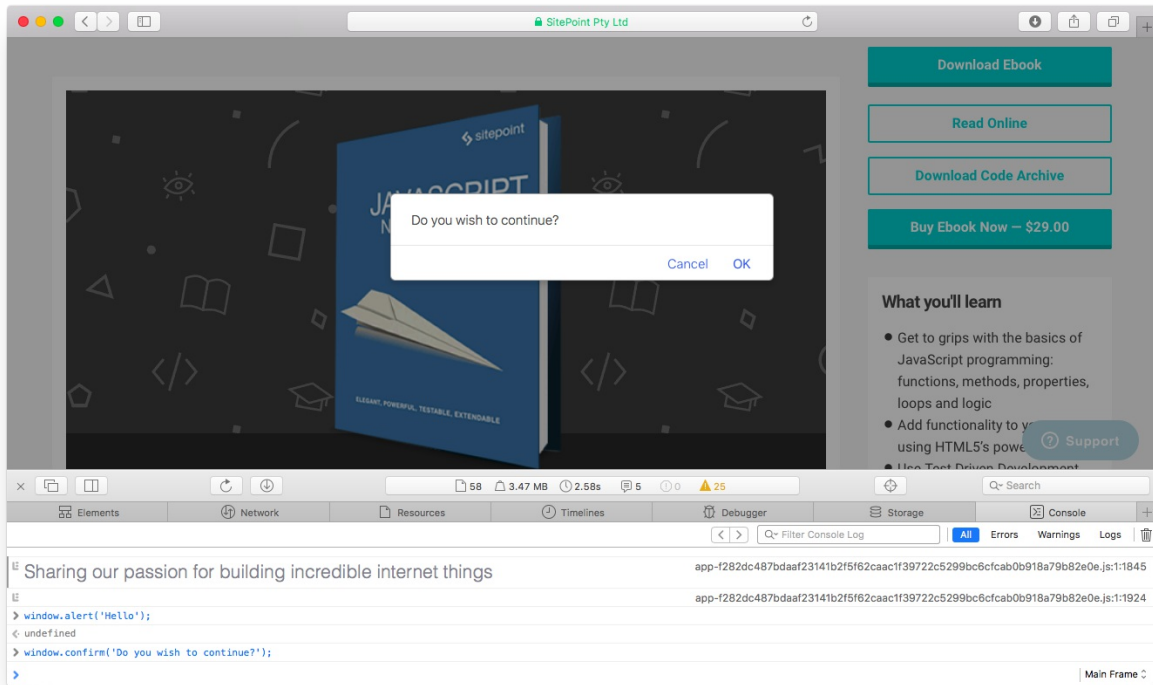 SitePoint Pty Ltd
Download Ebook
Read Online
Download Code Archive
Buy Ebook Now — $29.00
sitepoint
JAVASCRIPT
ELEGANT, POWERFUL, TESTABLE, EXTENDABLE
Do you wish to continue?
Cancel OK
What you'll learn
Get to grips with the basics of
JavaScript programming:
functions, methods, properties,
loops and logic
Add functionality to
using HTML5's
Use Test Driven Development
Support
58 3.47 MB 2.58s 5 0 25
Search
Elements Network Resources Timelines Debugger Storage Console
Filter Console Log All Errors Warnings Logs
Sharing our passion for building incredible internet things app-f282dc487bdaaf23141b2f5f62caac1f39722c5299bc6cfcab0b918a79b82e0e.js:1:1845
app-f282dc487bdaaf23141b2f5f62caac1f39722c5299bc6cfcab0b918a79b82e0e.js:1:1924
> window.alert('Hello');
< undefined
> window.confirm('Do you wish to continue?');
>
Main Frame